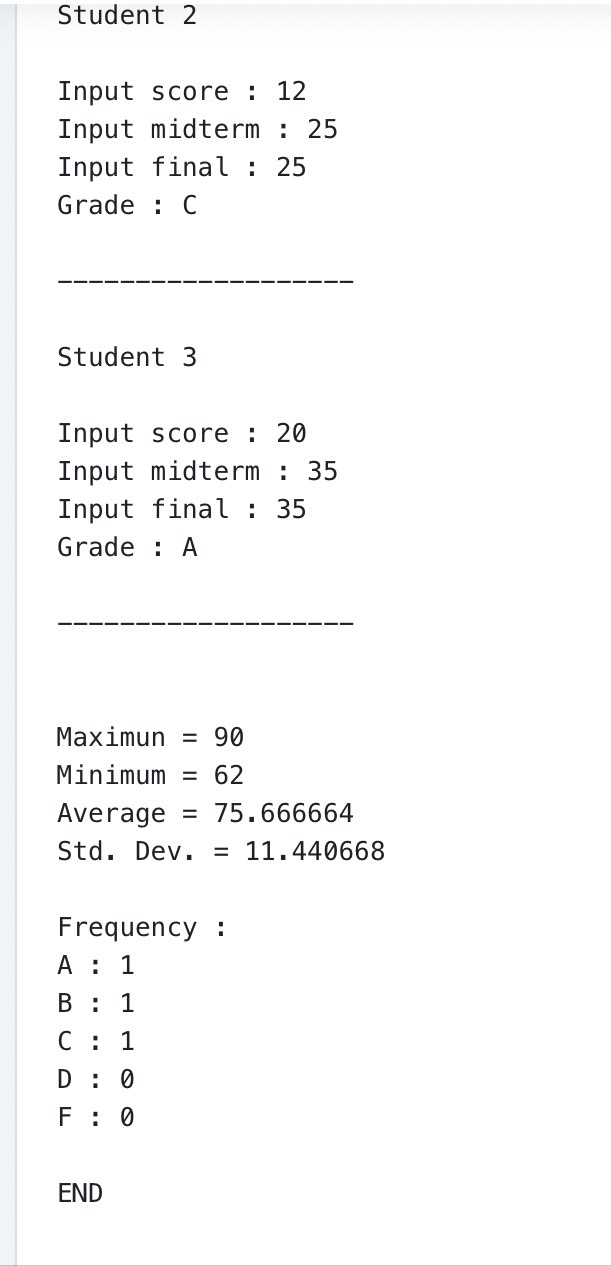 Student 2
Input score : 12
Input midterm : 25
Input final : 25
Grade : C
-------------------
Student 3
Input score : 20
Input midterm : 35
Input final : 35
Grade : A
-------------------
Maximun = 90
Minimum = 62
Average = 75.666664
Std. Dev. = 11.440668
Frequency :
A : 1
B : 1
C : 1
D : 0
F : 0
END